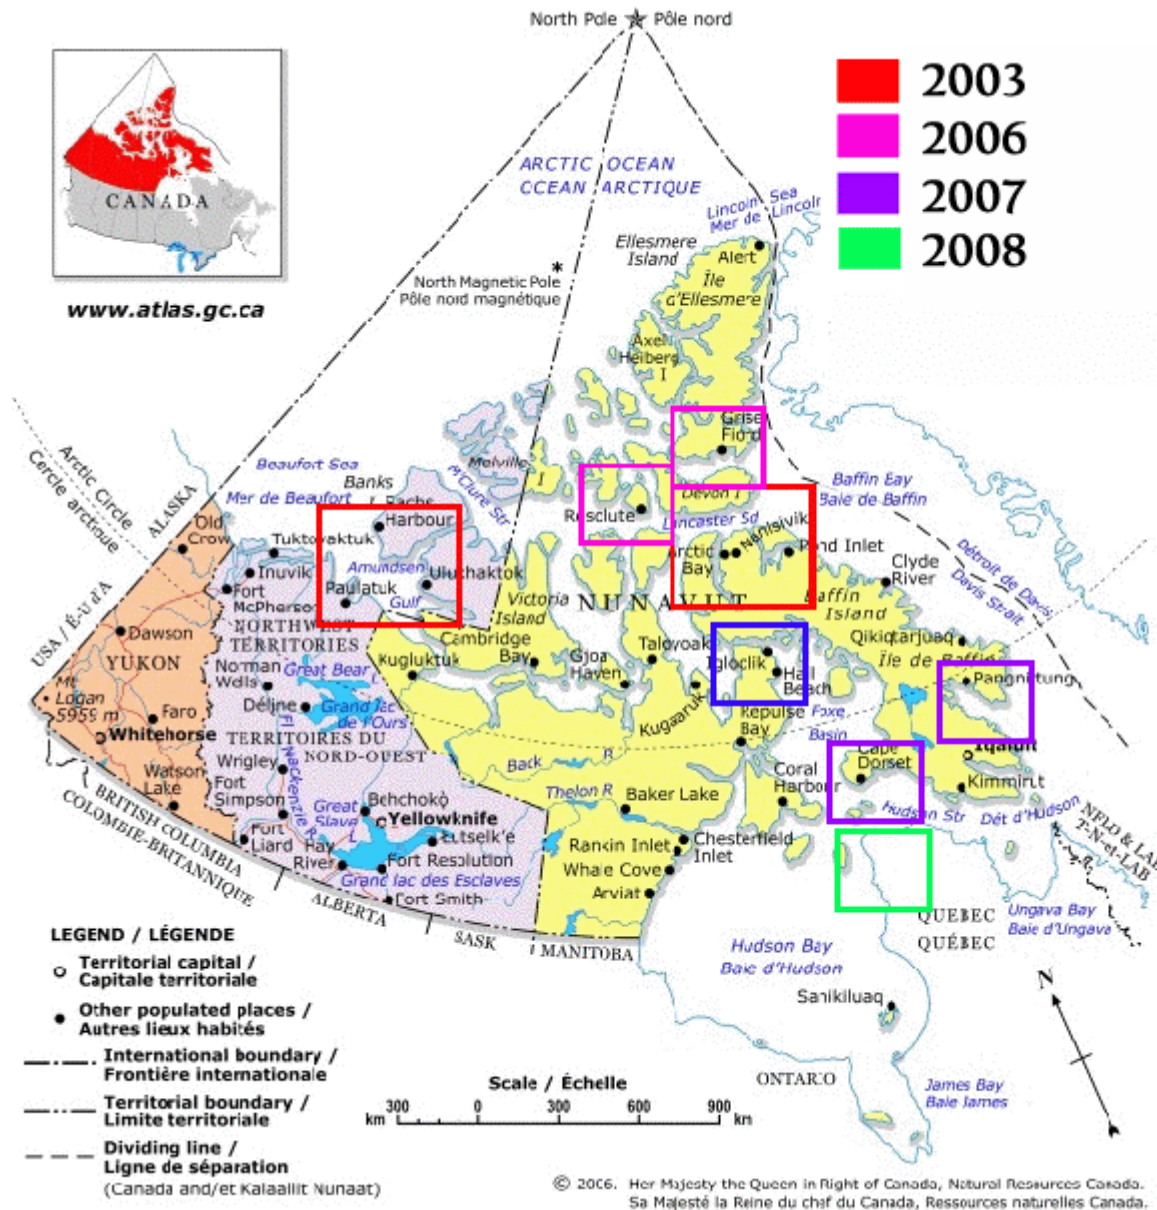 North Pole
Pôle nord
2003
2006
2007
2008
CANADA
www.atlas.gc.ca
ARCTIC OCEAN
CCEAN ARCTIQUE
Lincoln Sea
Mer de Lincoln
Ellesmere
Island
Alert
Île
d'Ellesmere
North Magnetic Pole
Pôle nord magnétique
Axel
Heiberg
I
Grise
Fiord
Devon I
Arctic Circle
Cercle arctique
ALASKA
USA / É-U d'A
Beaufort Sea
Mer de Beaufort
Banks
I
Sachs
Harbour
Melville
I
M'Clure Str
Resolute
Lancaster Sd
Baffin Bay
Baie de Baffin
Nanisivik
Pond Inlet
Arctic
Bay
Clyde
River
Détroit de Davis
Davis Strait
Old
Crow
Tuktoyaktuk
Inuvik
Fort
McPherson
Paulatuk
Amundsen
Gulf
Uluhaktok
Victoria
Island
NUNAVUT
Baffin
Island
Qikiqtarjuaq
Île de Baffin
Dawson
YUKON
Mt
Logan
5959 m
Faro
Whitehorse
Watson
Lake
NORTHWEST
TERRITORIES
Norman
Wells
Great Bear L
Grand lac
de l'Ours
Déline
TERRITOIRES DU
NORD-OUEST
Wrigley
Fort
Simpson
Fort
Liard
Mackenzie R
Kugluktuk
Cambridge
Bay
Gjoa
Haven
Taloyoak
Kugaaruk
Igloolik
Hall
Beach
Repulse
Bay
Foxe
Basin
Pangnirtung
Iqaluit
Kimmirut
Cape
Dorset
Coral
Harbour
Back
R
Thelon R
Baker Lake
Great
Slave
L
Behchokò
Yellowknife
Lutselk'e
Hay
River
Fort Resolution
Grand lac des Esclaves
Fort Smith
Rankin Inlet
Chesterfield
Inlet
Whale Cove
Arviat
Hudson Str
Dét d'Hudson
NFLD & LAB
T-N-et-LAB
BRITISH COLUMBIA
COLOMBIE-BRITANNIQUE
ALBERTA
SASK
MANITOBA
QUEBEC
QUÉBEC
Ungava Bay
Baie d'Ungava
Hudson Bay
Baie d'Hudson
Sanikiluaq
ONTARIO
James Bay
Baie James
N
LEGEND / LÉGENDE
Territorial capital /
Capitale territoriale
Other populated places /
Autres lieux habités
International boundary /
Frontière internationale
Territorial boundary /
Limite territoriale
Dividing line /
Ligne de séparation
(Canada and/et Kalaallit Nunaat)
Scale / Échelle
km 300 0 300 600 900 km
© 2006. Her Majesty the Queen in Right of Canada, Natural Resources Canada.
Sa Majesté la Reine du chef du Canada, Ressources naturelles Canada.